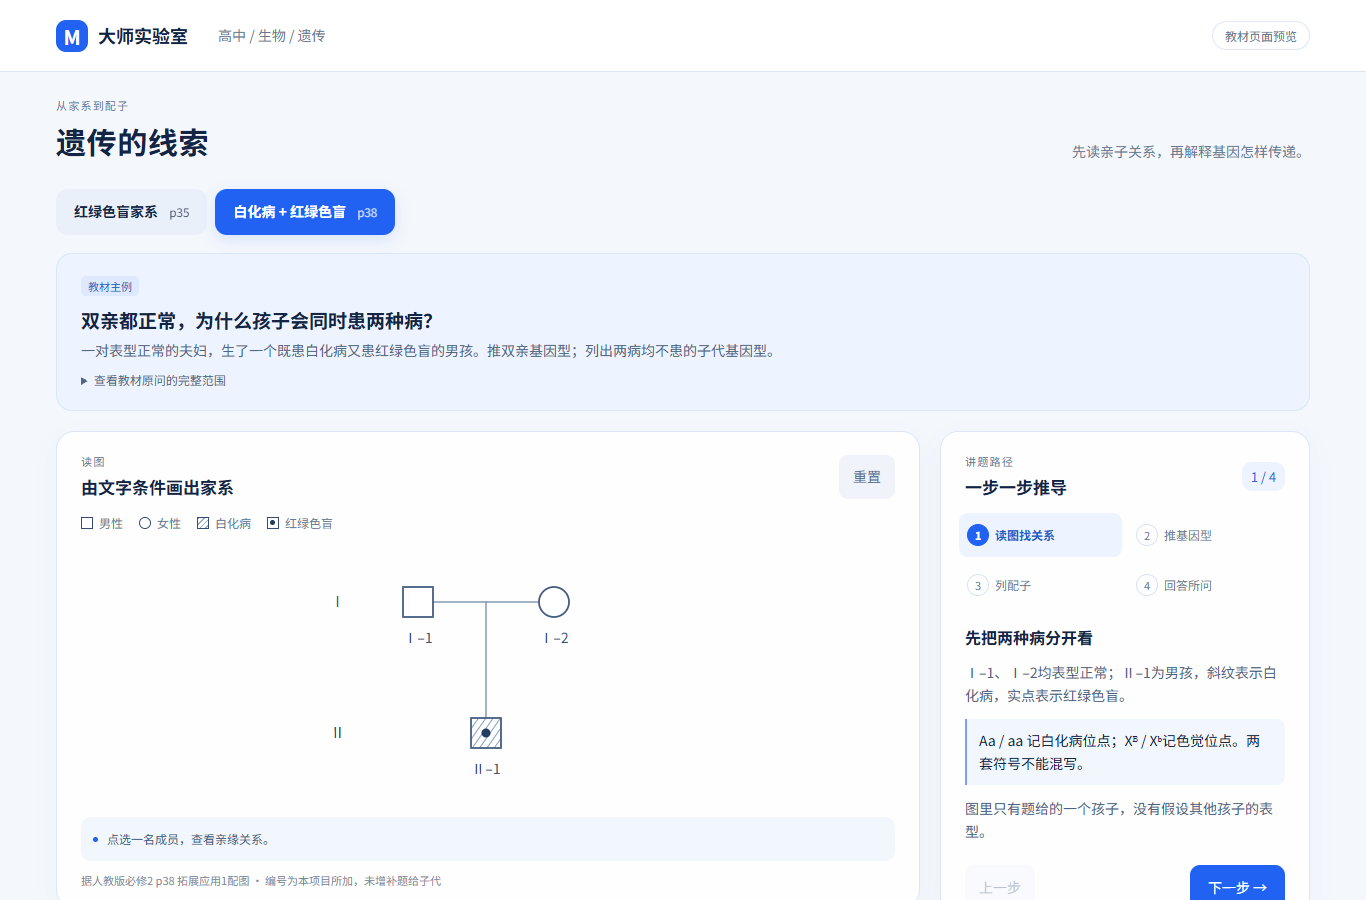 M 大师实验室 高中 / 生物 / 遗传 教材页面预览
从家系到配子
遗传的线索
先读亲子关系，再解释基因怎样传递。
红绿色盲家系 p35 白化病 + 红绿色盲 p38
教材主例
双亲都正常，为什么孩子会同时患两种病？
一对表型正常的夫妇，生了一个既患白化病又患红绿色盲的男孩。推双亲基因型；列出两病均不患的子代基因型。
▶ 查看教材原问的完整范围
读图
由文字条件画出家系
重置
男性 女性 白化病 红绿色盲
Ⅰ
Ⅰ–1 Ⅰ–2
Ⅱ
Ⅱ–1
点选一名成员，查看亲缘关系。
据人教版必修2 p38 拓展应用1配图 · 编号为本项目所加，未增补题给子代
讲题路径
一步一步推导
1 / 4
1 读图找关系 2 推基因型
3 列配子 4 回答所问
先把两种病分开看
Ⅰ–1、Ⅰ–2均表型正常；Ⅱ–1为男孩，斜纹表示白
化病，实点表示红绿色盲。
Aa / aa 记白化病位点；Xᴮ / Xᵇ记色觉位点。两
套符号不能混写。
图里只有题给的一个孩子，没有假设其他孩子的表
型。
上一步 下一步 →